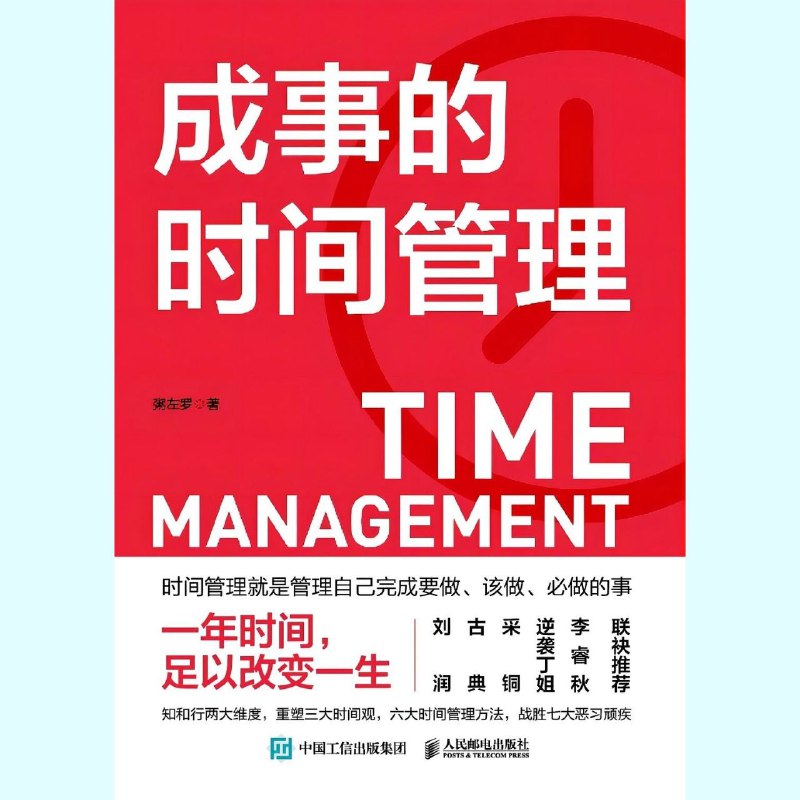 成事的
时间管理
粥左罗 著
TIME
MANAGEMENT
时间管理就是管理自己完成要做、该做、必做的事
一年时间，
足以改变一生
刘润
古典
采铜
逆袭丁姐
李睿秋
联袂推荐
知和行两大维度，重塑三大时间观，六大时间管理方法，战胜七大恶习顽疾
中国工信出版集团
人民邮电出版社
POSTS & TELECOM PRESS